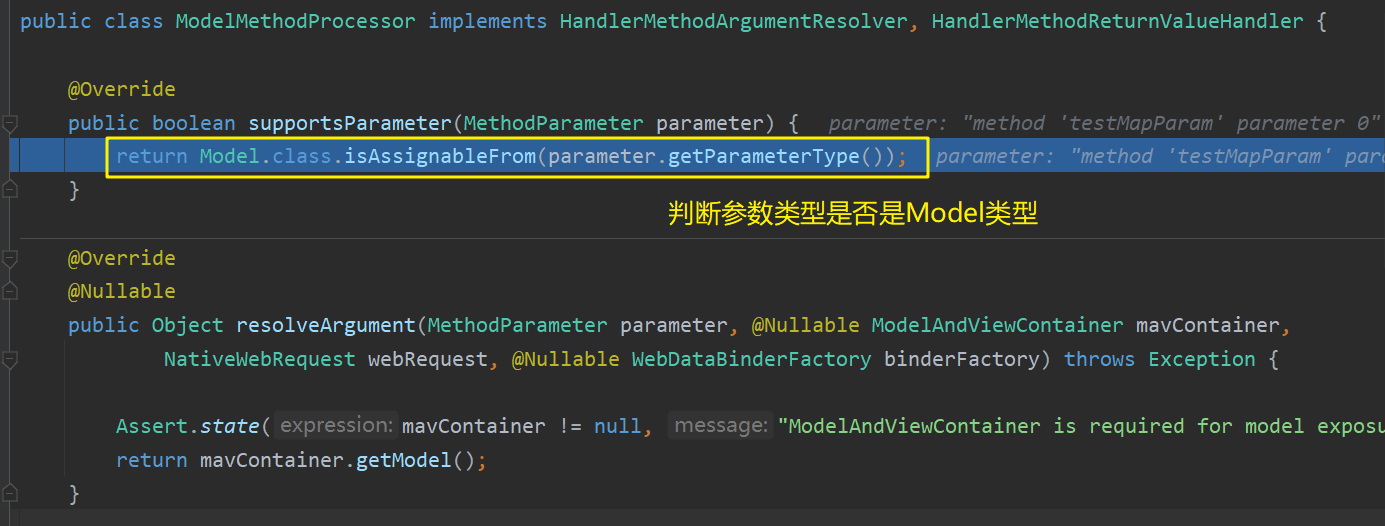 public class ModelMethodProcessor implements HandlerMethodArgumentResolver, HandlerMethodReturnValueHandler {
@Override
public boolean supportsParameter(MethodParameter parameter) { parameter: "method 'testMapParam' parameter 0"
return Model.class.isAssignableFrom(parameter.getParameterType()); parameter: "method 'testMapParam' para
}
判断参数类型是否是Model类型
@Override
@Nullable
public Object resolveArgument(MethodParameter parameter, @Nullable ModelAndViewContainer mavContainer,
NativeWebRequest webRequest, @Nullable WebDataBinderFactory binderFactory) throws Exception {
Assert.state( expression: mavContainer != null, message: "ModelAndViewContainer is required for model exposu
return mavContainer.getModel();
}